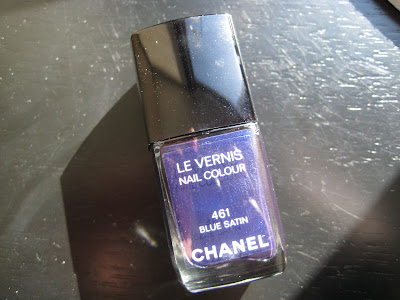 LE VERNIS
NAIL COLOUR
461
BLUE SATIN
CHANEL